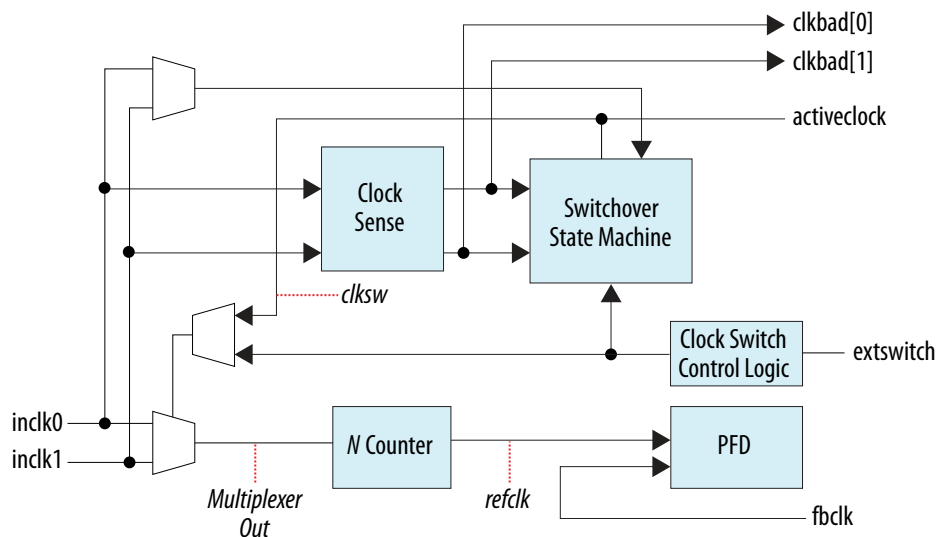 clkbad[0]
clkbad[1]
activeclock
Clock
Sense
Switchover
State Machine
clksw
Clock Switch
Control Logic
extswitch
inclk0
inclk1
N Counter
PFD
Multiplexer
Out
refclk
fbclk